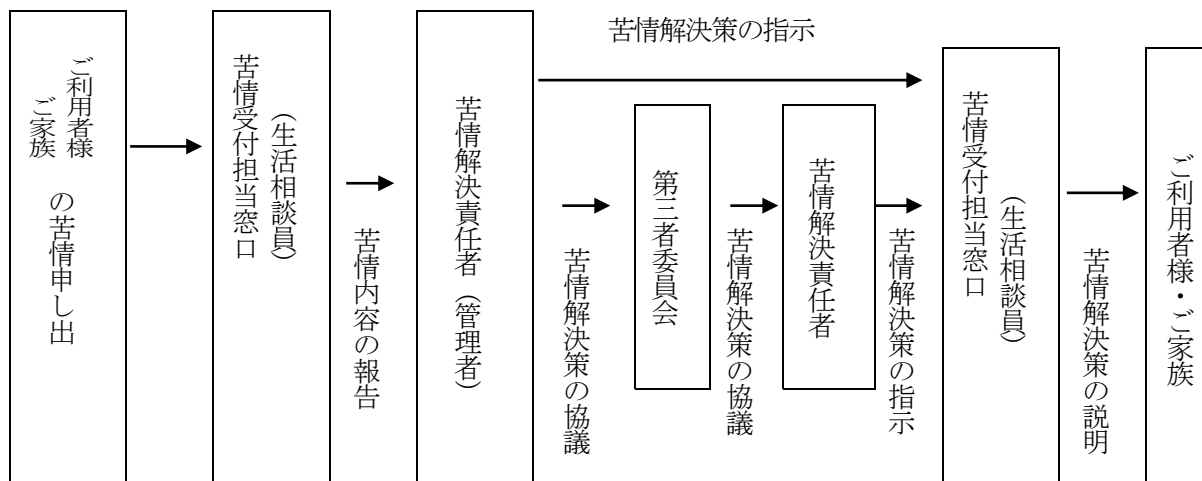 苦情解決策の指示
ご利用者様
ご家族
の苦情申し出
苦情受付担当窓口
(生活相談員)
苦情内容の報告
苦情解決責任者(管理者)
苦情解決策の協議
第三者委員会
苦情解決策の協議
苦情解決責任者
苦情解決策の指示
苦情受付担当窓口
(生活相談員)
苦情解決策の説明
ご利用者様・ご家族